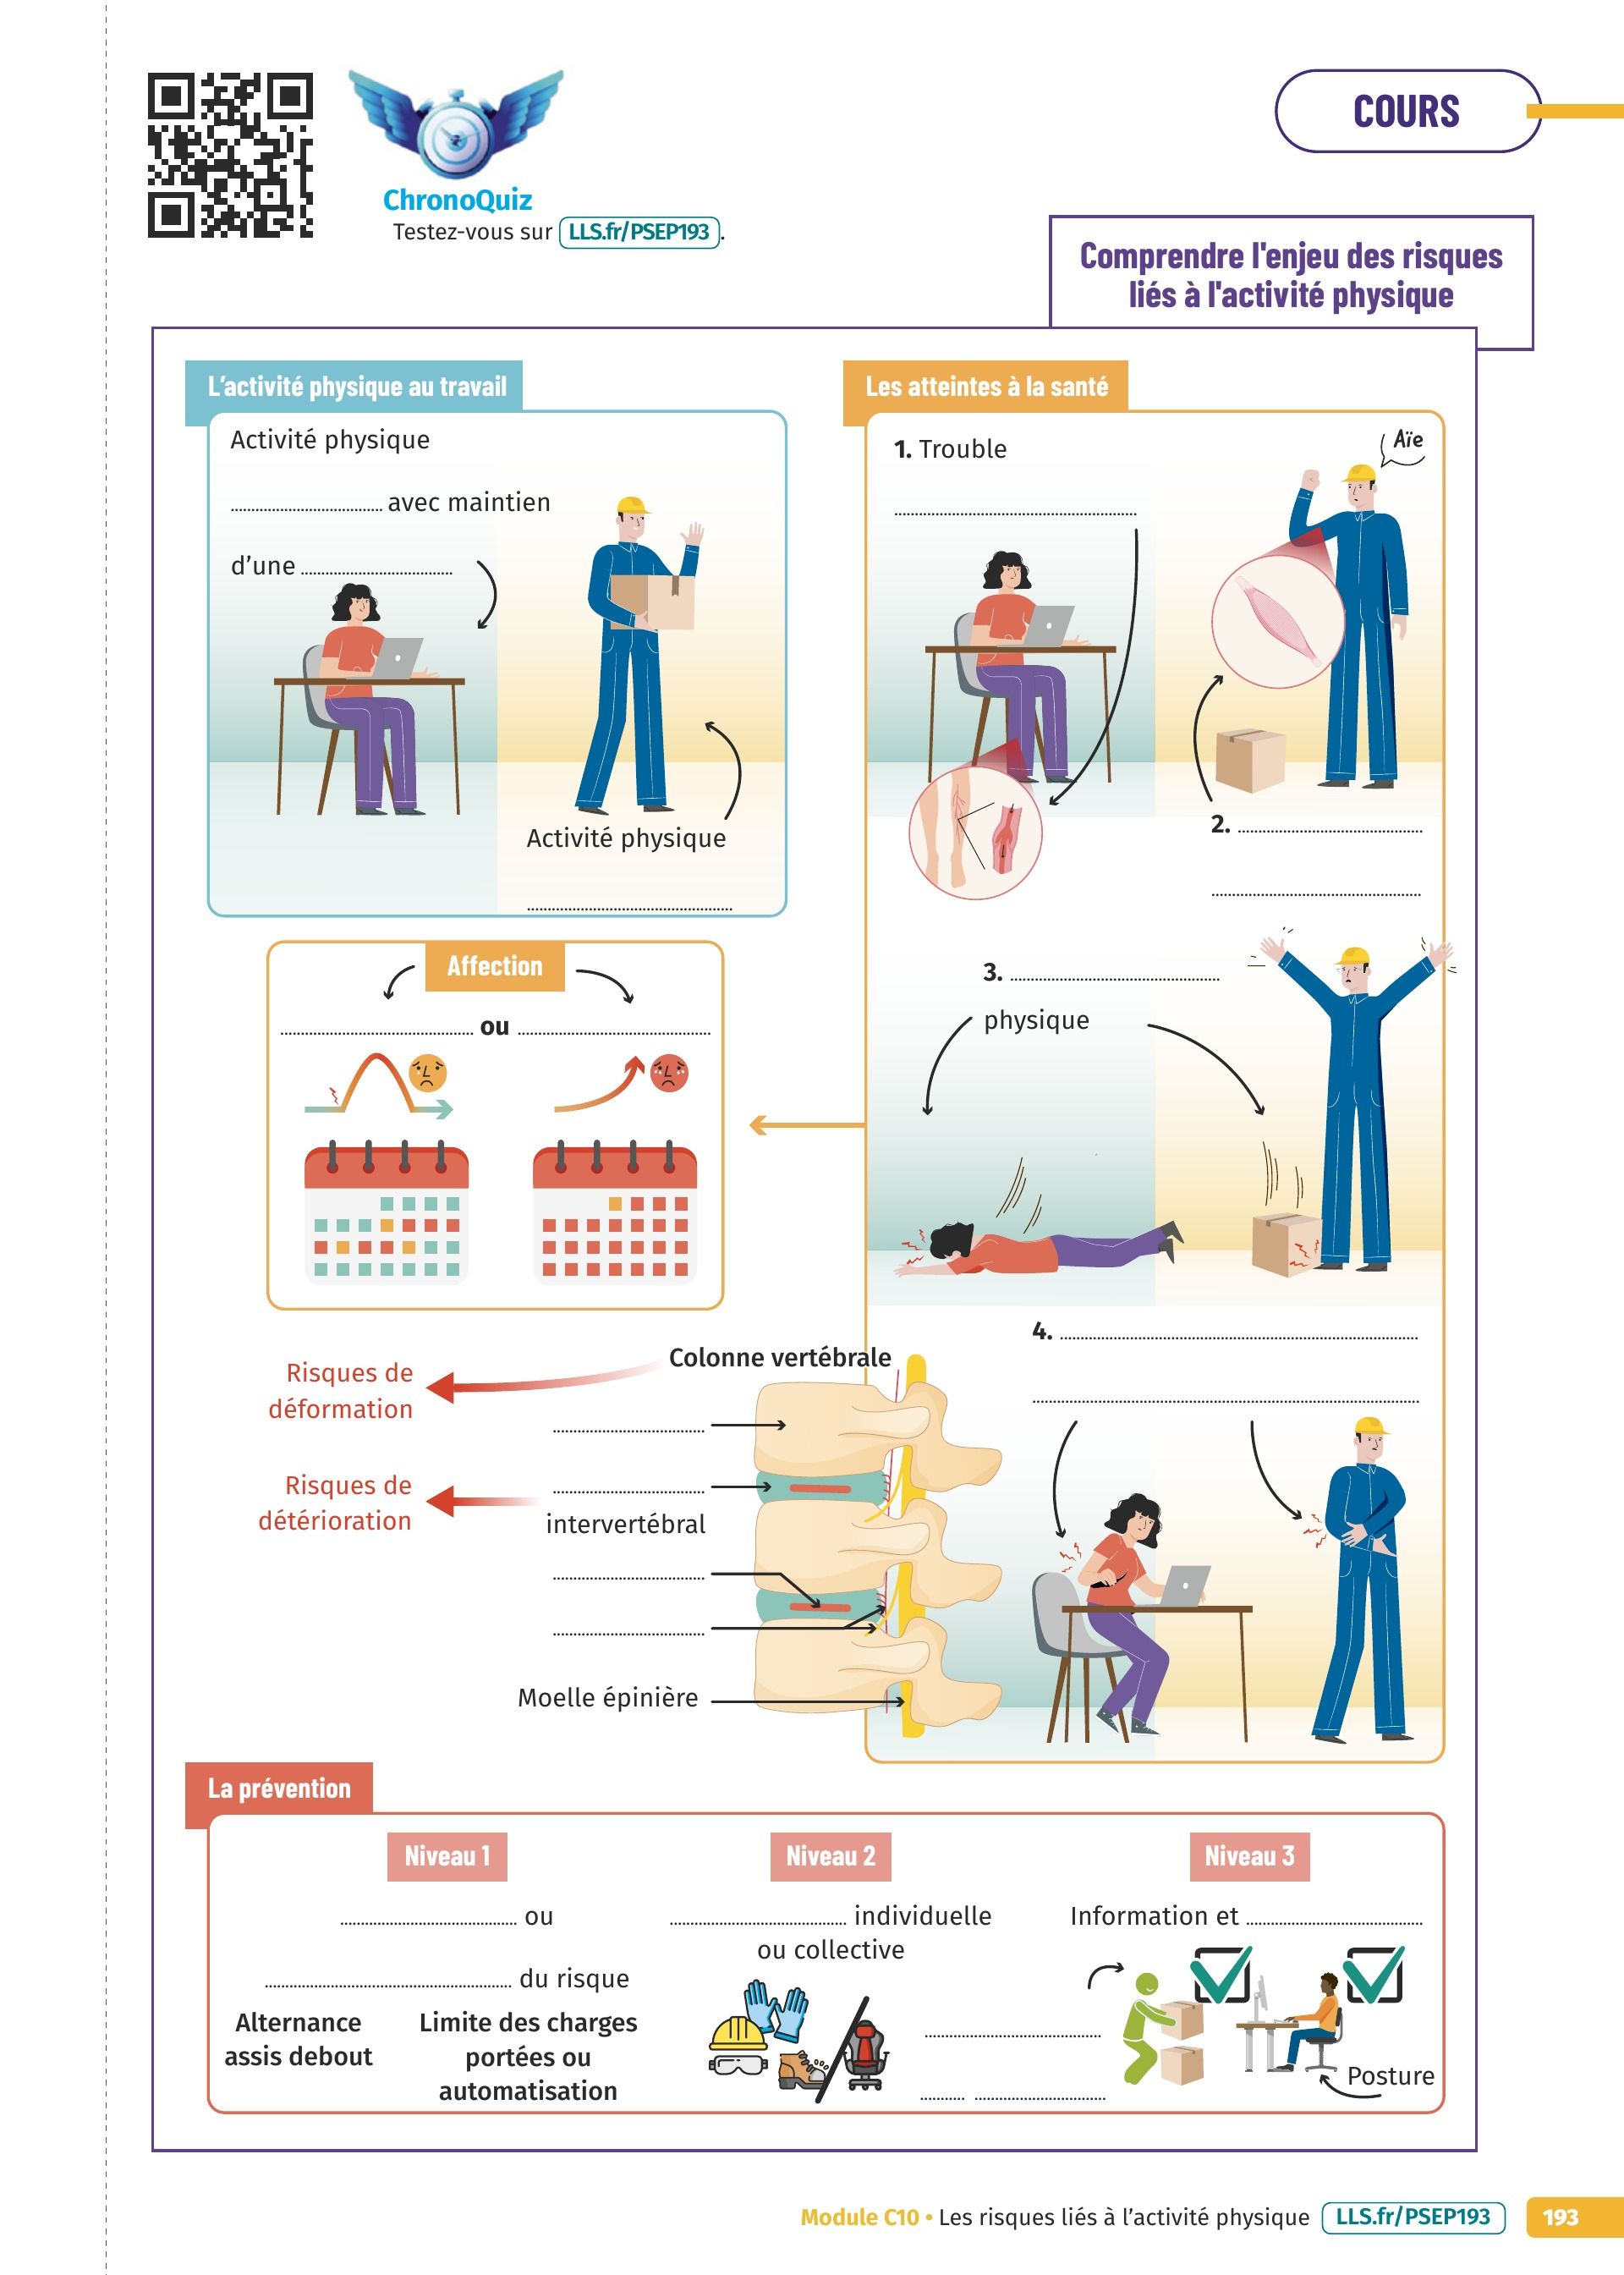 COURS
ChronoQuiz
Testez-vous sur LLS.fr/PSEP193.
Comprendre l'enjeu des risques
liés à l'activité physique
L'activité physique au travail
Activité physique
........................ avec maintien
d'une ........................
Activité physique
........................
Les atteintes à la santé
1. Trouble
........................
Aïe
2. ........................
........................
3. ........................
physique
4. ........................
........................
Affection
........................ ou ........................
Colonne vertébrale
Risques de
déformation
........................
Risques de
détérioration
........................
intervertébral
........................
........................
Moelle épinière
La prévention
Niveau 1
........................ ou
........................ du risque
Alternance
assis debout
Limite des charges
portées ou
automatisation
Niveau 2
........................ individuelle
ou collective
Niveau 3
Information et ........................
........................
........ ........................
Posture
Module C10 • Les risques liés à l'activité physique LLS.fr/PSEP193 193